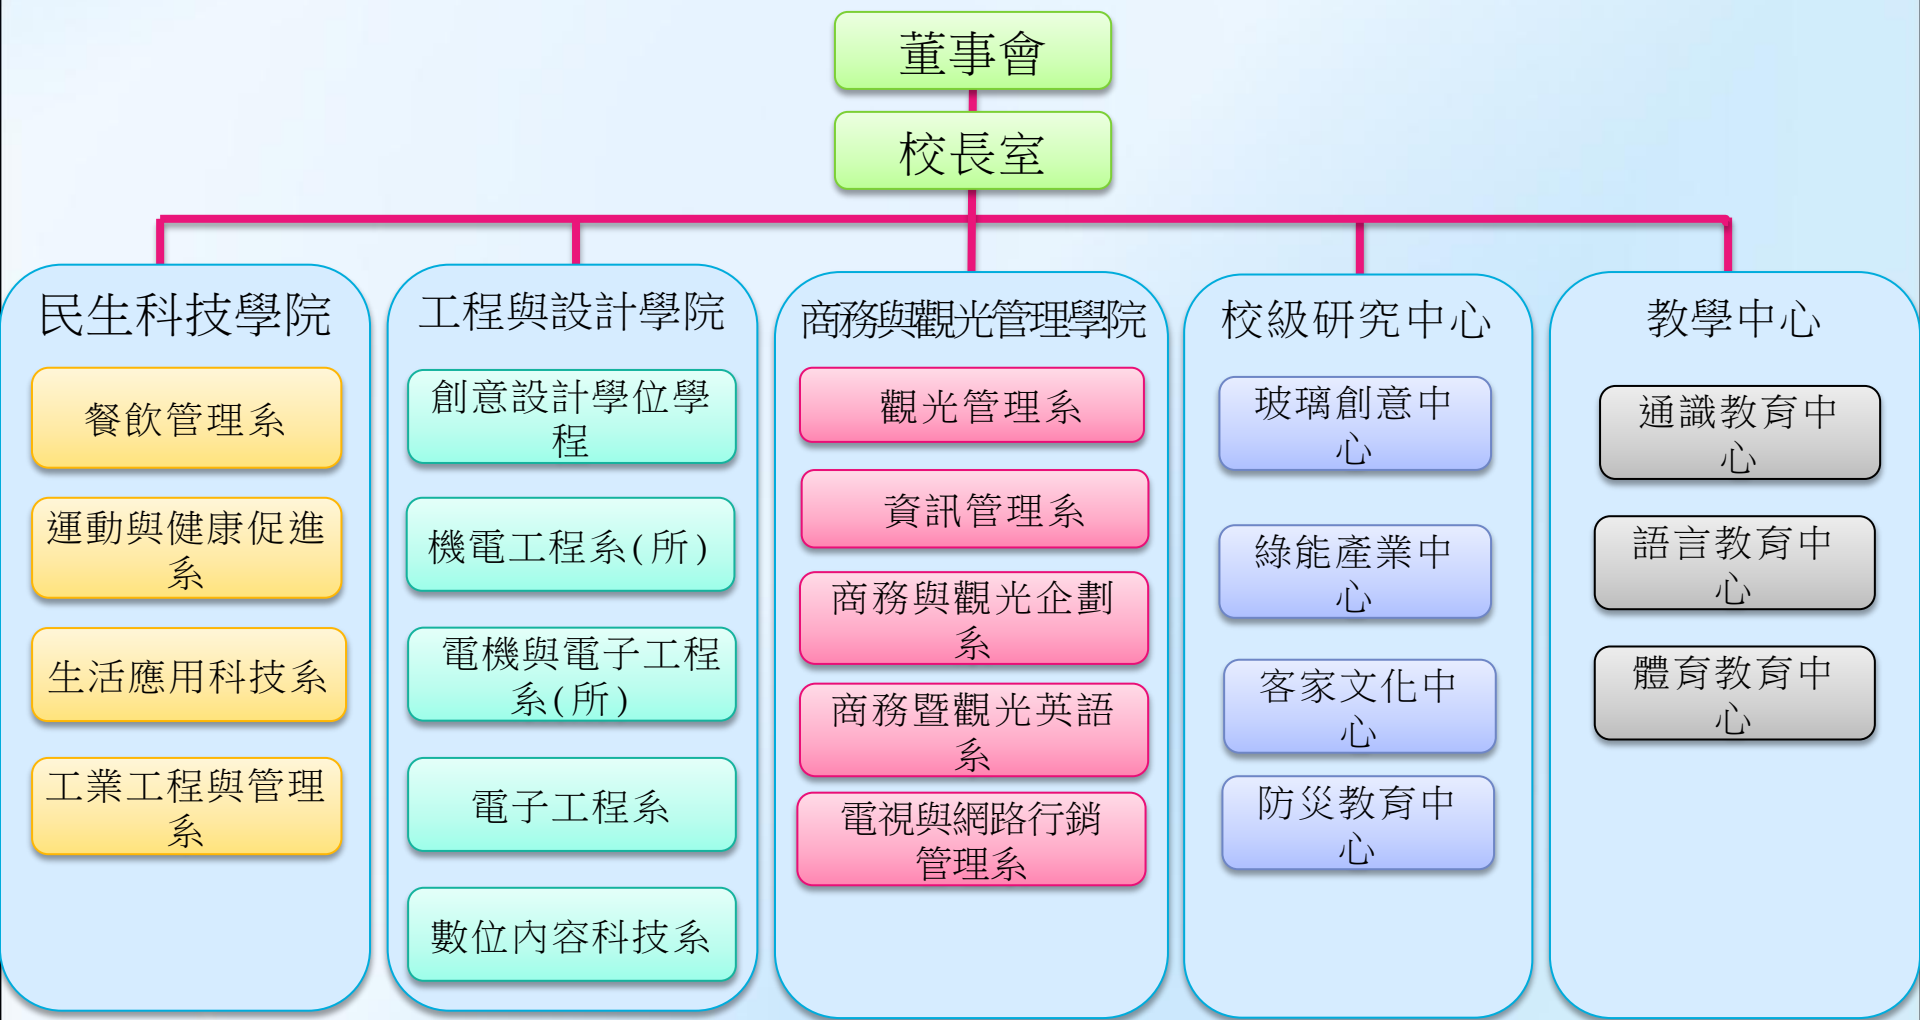 董事會
校長室
民生科技學院
餐飲管理系
運動與健康促進
系
生活應用科技系
工業工程與管理
系
工程與設計學院
創意設計學位學
程
機電工程系(所)
電機與電子工程
系(所)
電子工程系
數位內容科技系
商務與觀光管理學院
觀光管理系
資訊管理系
商務與觀光企劃
系
商務暨觀光英語
系
電視與網路行銷
管理系
校級研究中心
玻璃創意中
心
綠能產業中
心
客家文化中
心
防災教育中
心
教學中心
通識教育中
心
語言教育中
心
體育教育中
心